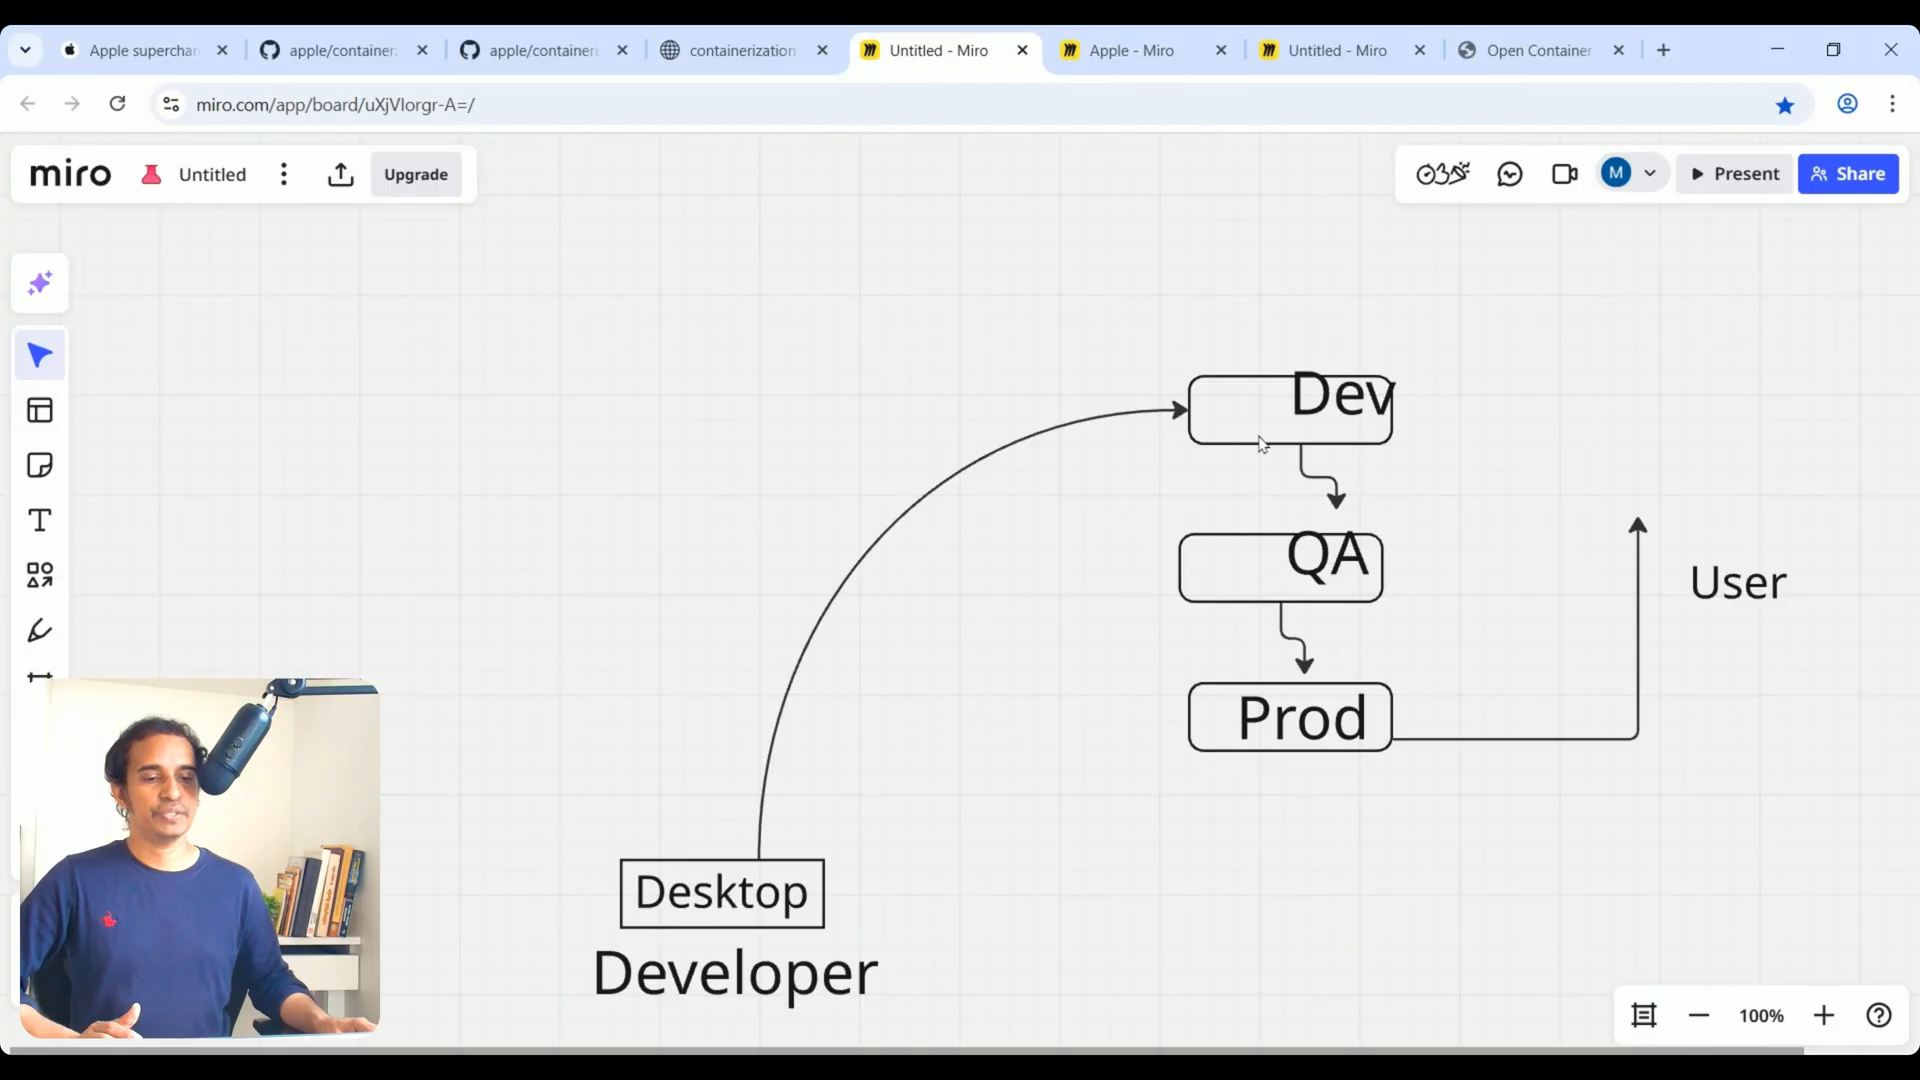 Apple superchar
apple/container:
apple/containeri
containerization
Untitled - Miro
Apple - Miro
Untitled - Miro
Open Container
miro.com/app/board/uXjVIorgr-A=/
miro
Untitled
Upgrade
M
Present
Share
Dev
QA
User
Prod
Desktop
Developer
100%